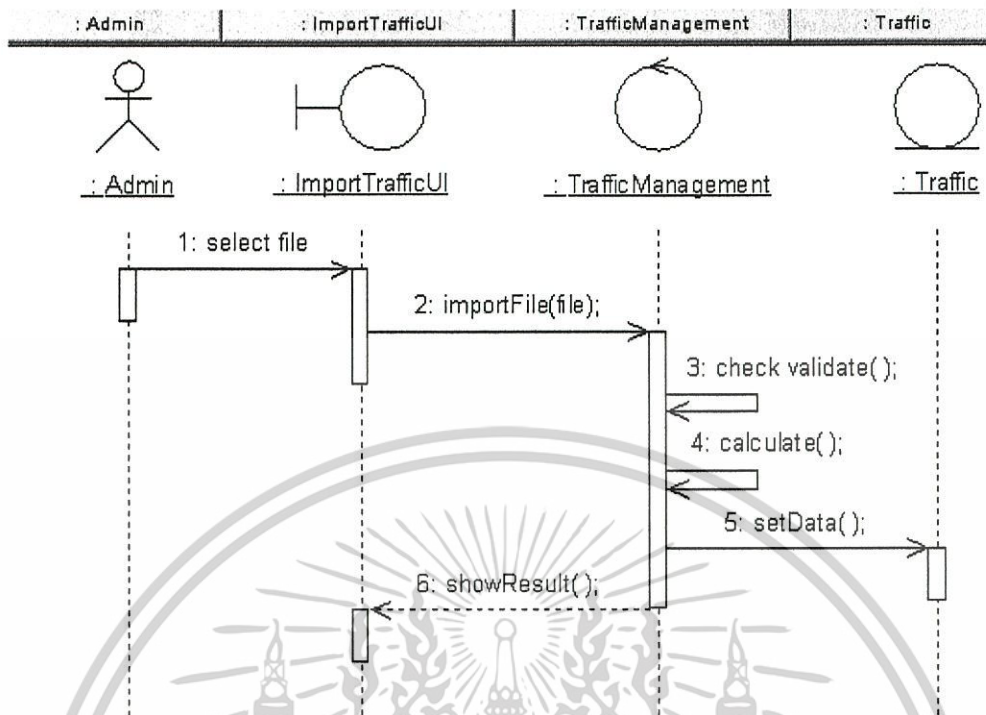 : Admin
: ImportTrafficUI
: TrafficManagement
: Traffic
: Admin
: ImportTrafficUI
: TrafficManagement
: Traffic
1: select file
2: importFile(file);
3: check validate( );
4: calculate( );
5: setData( );
6: showResult( );